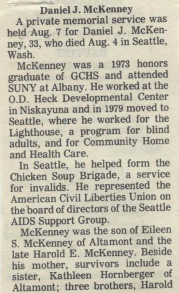 Daniel J. McKenney
A private memorial service was
held Aug. 7 for Daniel J. McKen-
ney, 33, who died Aug. 4 in Seattle,
Wash.
McKenney was a 1973 honors
graduate of GCHS and attended
SUNY at Albany. He worked at the
O.D. Heck Developmental Center
in Niskayuna and in 1979 moved to
Seattle, where he worked for the
Lighthouse, a program for blind
adults, and for Community Home
and Health Care.
In Seattle, he helped form the
Chicken Soup Brigade, a service
for invalids. He represented the
American Civil Liberties Union on
the board of directors of the Seattle
AIDS Support Group.
McKenney was the son of Eileen
S. McKenney of Altamont and the
late Harold E. McKenney. Beside
his mother, survivors include a
sister, Kathleen Hornberger of
Altamont; three brothers, Harold